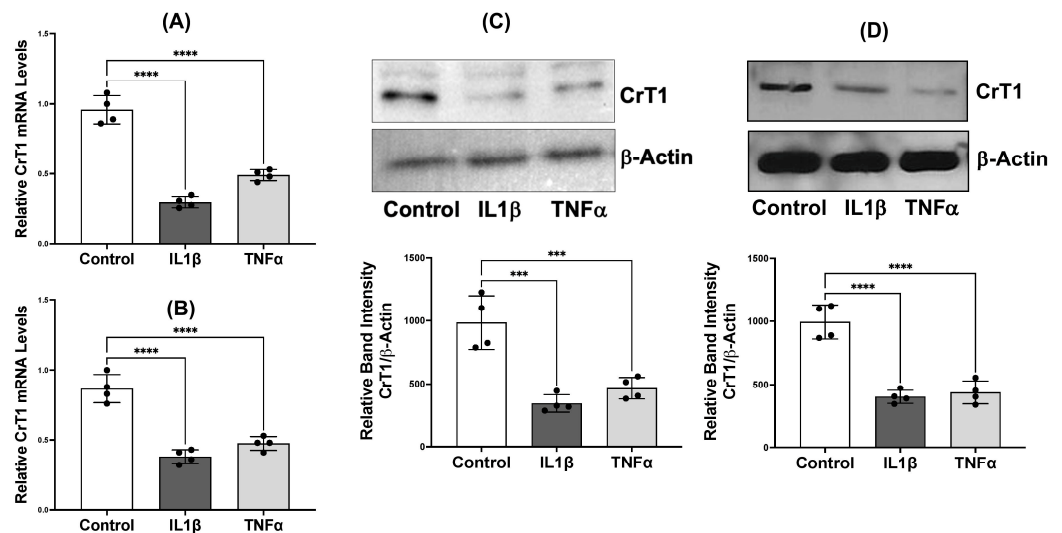 (A)
Relative CrT1 mRNA Levels
1.5
1.0
0.5
0.0
****
****
Control IL1β TNFα
(B)
Relative CrT1 mRNA Levels
1.5
1.0
0.5
0.0
****
****
Control IL1β TNFα
(C)
CrT1
β-Actin
Control IL1β TNFα
Relative Band Intensity
CrT1/β-Actin
1500
1000
500
0
***
***
Control IL1β TNFα
(D)
CrT1
β-Actin
Control IL1β TNFα
Relative Band Intensity
CrT1/β-Actin
1500
1000
500
0
****
****
Control IL1β TNFα